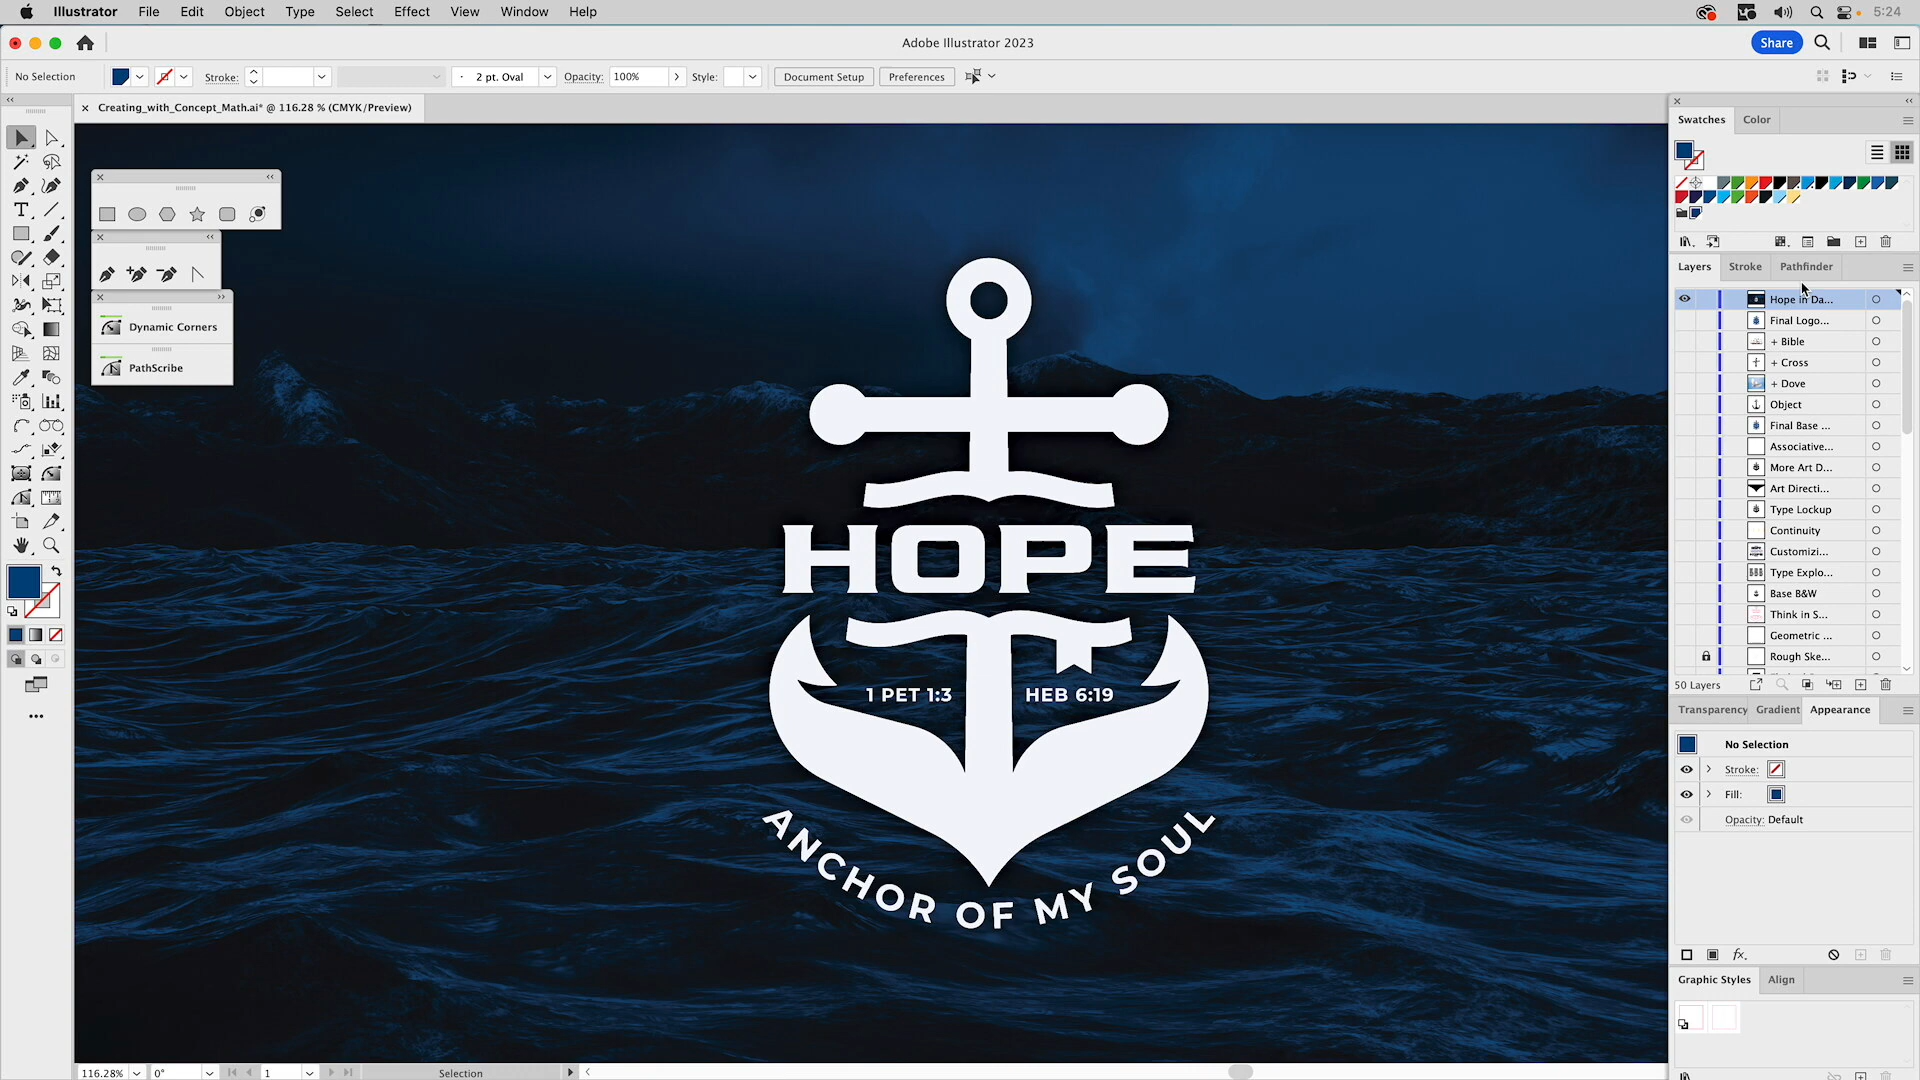 Illustrator File Edit Object Type Select Effect View Window Help 5:24
Adobe Illustrator 2023
Share
No Selection Stroke: 2 pt. Oval Opacity: 100% Style: Document Setup Preferences
Creating_with_Concept_Math.ai* @ 116.28 % (CMYK/Preview)
Dynamic Corners
PathScribe
HOPE
1 PET 1:3 HEB 6:19
ANCHOR OF MY SOUL
Swatches Color
Layers Stroke Pathfinder
Hope in Da...
Final Logo...
+ Bible
+ Cross
+ Dove
Object
Final Base ...
Associative...
More Art D...
Art Directi...
Type Lockup
Continuity
Customizi...
Type Explo...
Base B&W
Think in S...
Geometric ...
Rough Ske...
50 Layers
Transparency Gradient Appearance
No Selection
Stroke:
Fill:
Opacity: Default
fx.
Graphic Styles Align
116.28% 0° 1 Selection